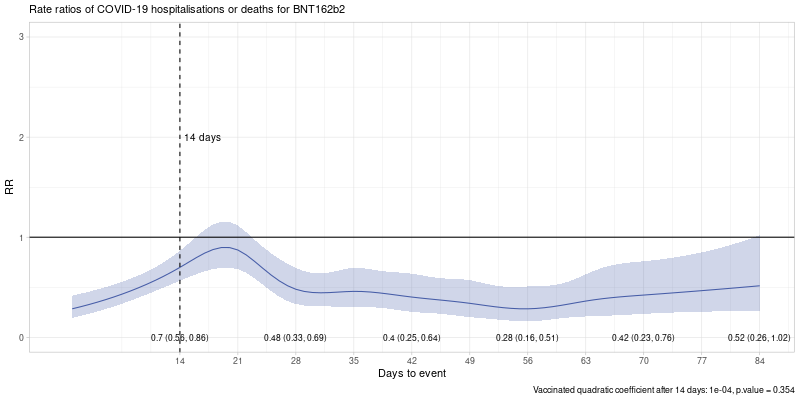 Rate ratios of COVID-19 hospitalisations or deaths for BNT162b2
3
2
1
0
RR
14 days
0.7 (0.56, 0.86) 0.48 (0.33, 0.69) 0.4 (0.25, 0.64) 0.28 (0.16, 0.51) 0.42 (0.23, 0.76) 0.52 (0.26, 1.02)
14 21 28 35 42 49 56 63 70 77 84
Days to event
Vaccinated quadratic coefficient after 14 days: 1e-04, p.value = 0.354